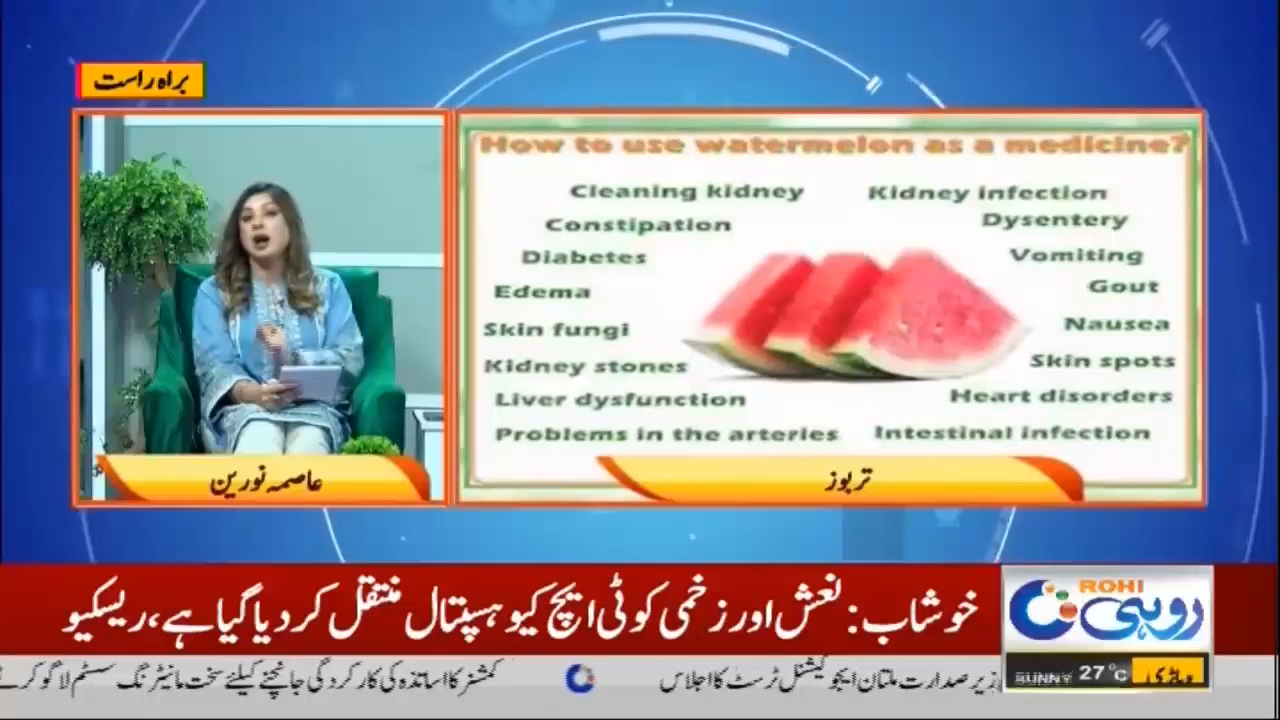 براہ راست
How to use watermelon as a medicine?
Cleaning kidney
Kidney infection
Constipation
Dysentery
Diabetes
Vomiting
Edema
Gout
Skin fungi
Nausea
Kidney stones
Skin spots
Liver dysfunction
Heart disorders
Problems in the arteries
Intestinal infection
عاصمہ نورین
تربوز
خوشاب: نعش اور زخمی کو ٹی ایچ کیو ہسپتال منتقل کر دیا گیا ہے، ریسکیو
ROHI
روہی
SUNNY 27°C وہاڑی
زیر صدارت ملتان ایجوکیشنل ٹرسٹ کا اجلاس
کمشنر کا اساتذہ کی کارکردگی جانچنے کیلئے سخت مانیٹرنگ سسٹم لاگو کرنے